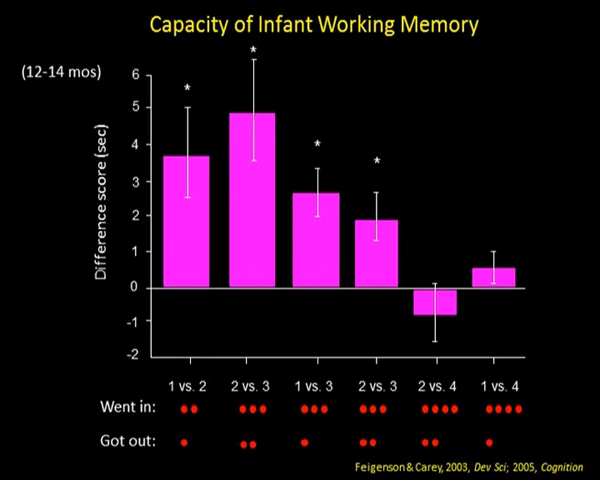 Capacity of Infant Working Memory
(12-14 mos)
Difference score (sec)
6
5
4
3
2
1
0
-1
-2
* * * *
1 vs. 2 2 vs. 3 1 vs. 3 2 vs. 3 2 vs. 4 1 vs. 4
Went in:
Got out:
Feigenson & Carey, 2003, Dev Sci; 2005, Cognition